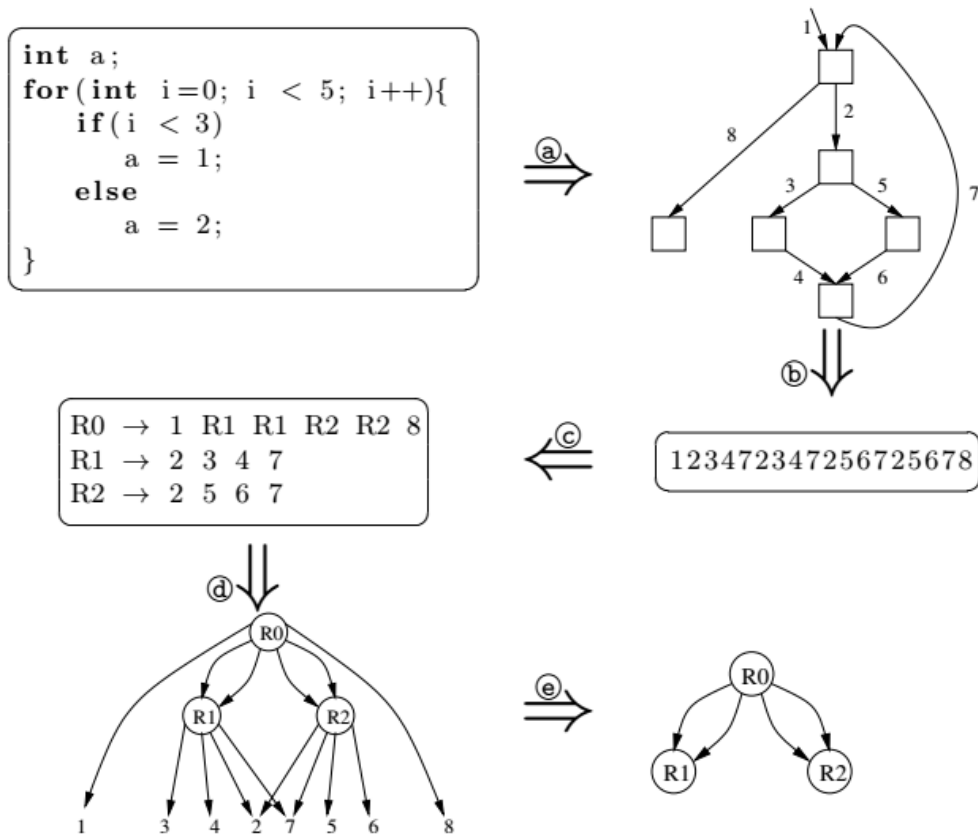 int a;
for(int i=0; i < 5; i++){
if(i < 3)
a = 1;
else
a = 2;
}
a
1
2
8
3
5
7
4
6
b
R0 → 1 R1 R1 R2 R2 8
R1 → 2 3 4 7
R2 → 2 5 6 7
c
123472347256725678
d
R0
R1
R2
1
3
4
2
7
5
6
8
e
R0
R1
R2